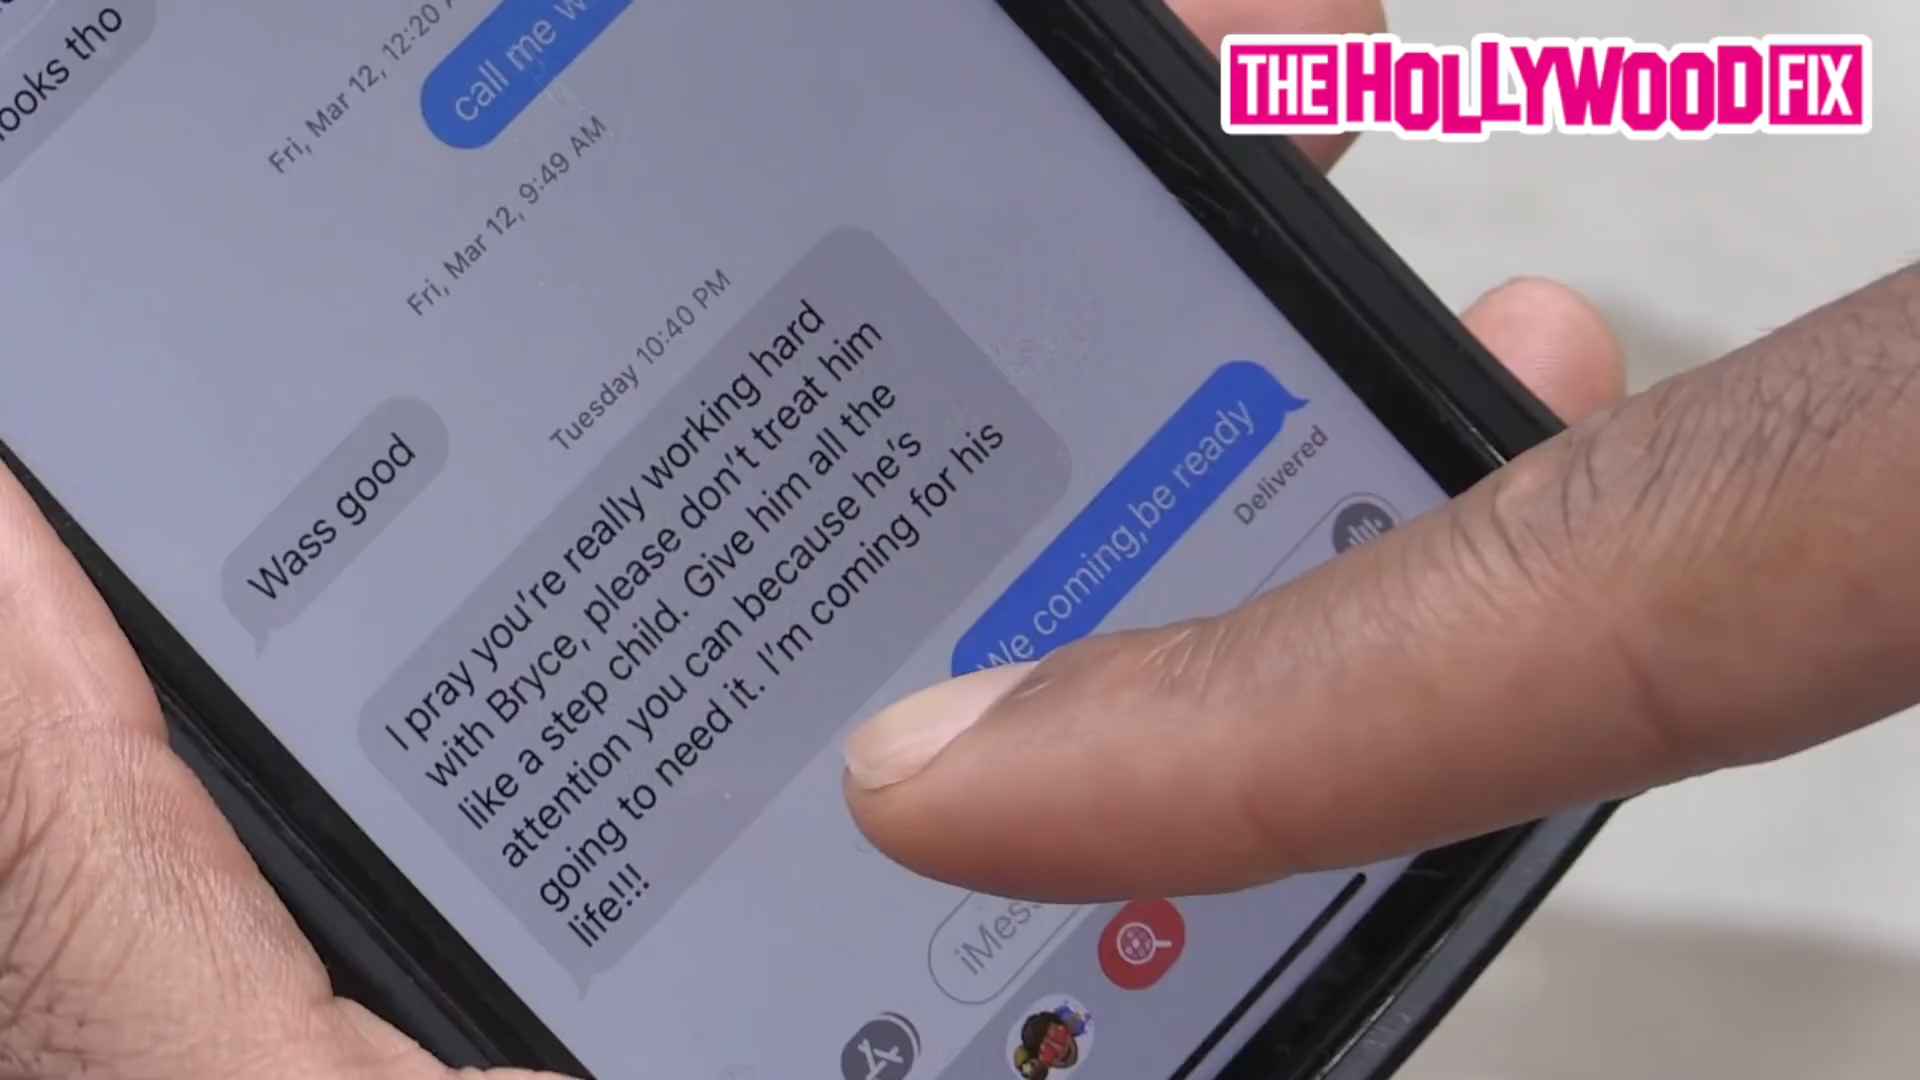 THE HOLLYWOOD FIX
looks tho
Fri, Mar 12, 12:20
call me
Fri, Mar 12, 9:49 AM
Wass good
Tuesday 10:40 PM
I pray you're really working hard
with Bryce, please don't treat him
like a step child. Give him all the
attention you can because he's
going to need it. I'm coming for his
life!!!
We coming,be ready
Delivered